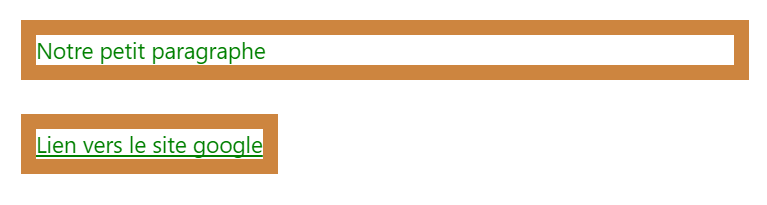 Notre petit paragraphe
Lien vers le site google